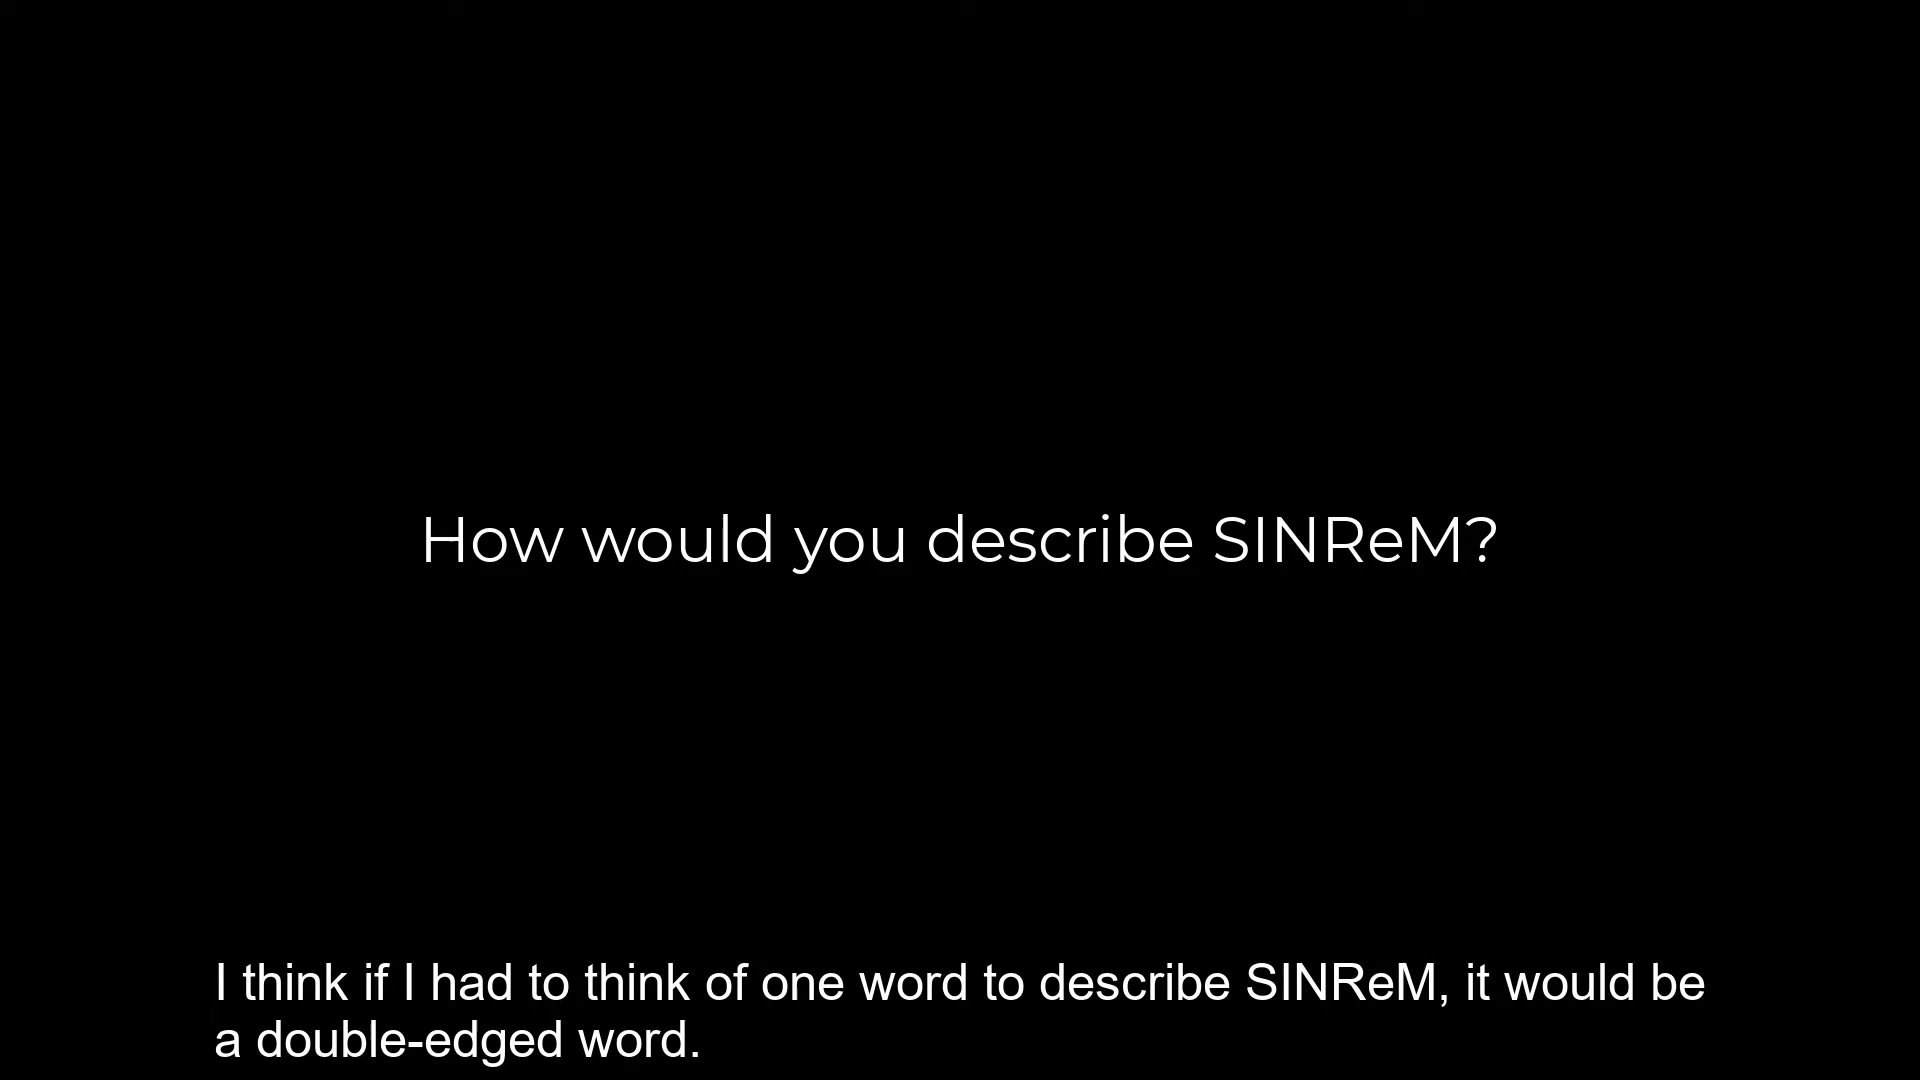 How would you describe SINReM?
I think if I had to think of one word to describe SINReM, it would be
a double-edged word.